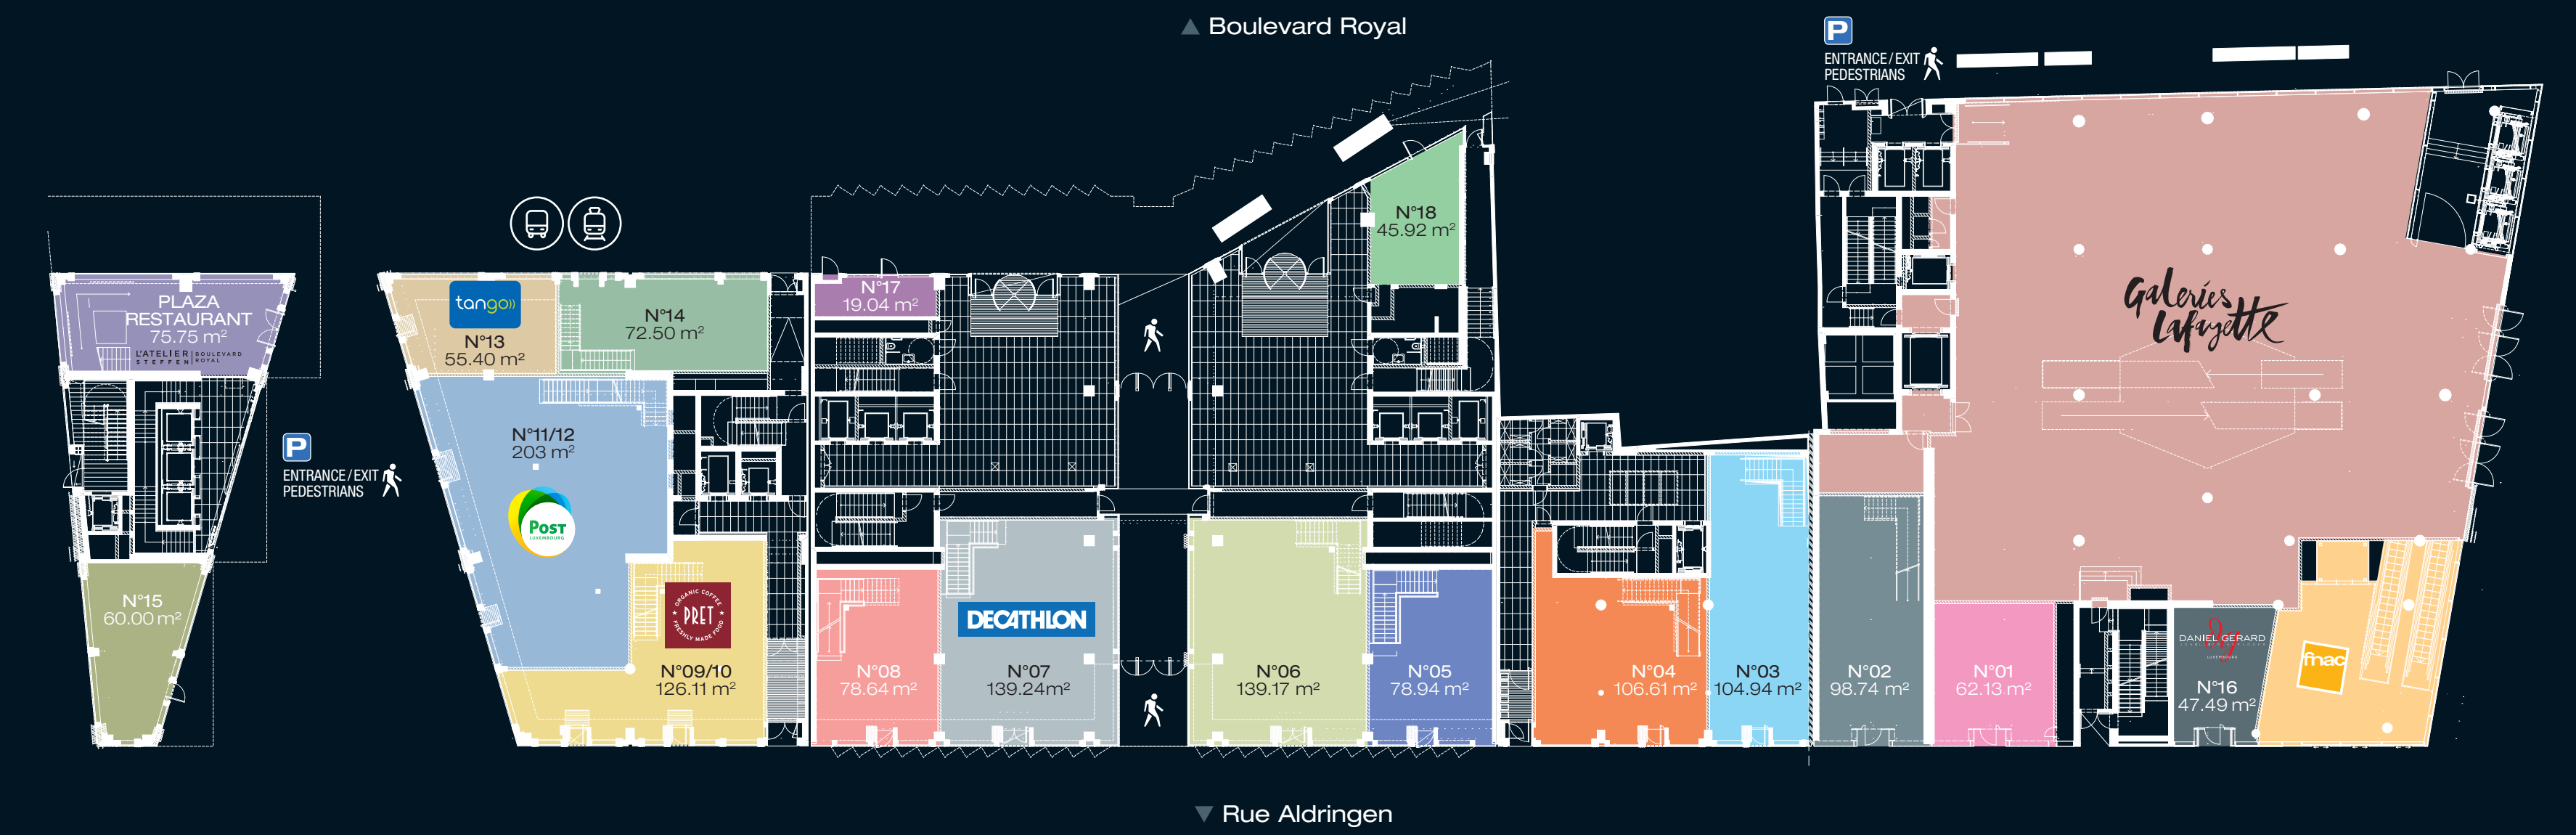 Boulevard Royal
P
ENTRANCE/EXIT
PEDESTRIANS
PLAZA
RESTAURANT
75.75 m²
L'ATELIER
STEFFEN
BOULEVARD
ROYAL
N°15
60.00 m²
P
ENTRANCE/EXIT
PEDESTRIANS
tango))
N°13
55.40 m²
N°14
72.50 m²
N°11/12
203 m²
POST
LUXEMBOURG
ORGANIC COFFEE
PRET
FRESHLY MADE FOOD
N°09/10
126.11 m²
N°17
19.04 m²
N°18
45.92 m²
N°08
78.64 m²
DECATHLON
N°07
139.24m²
N°06
139.17 m²
N°05
78.94 m²
N°04
106.61 m²
N°03
104.94 m²
N°02
98.74 m²
N°01
62.13 m²
Galeries
Lafayette
DANIEL GERARD
LUXEMBOURG
N°16
47.49 m²
fnac
Rue Aldringen